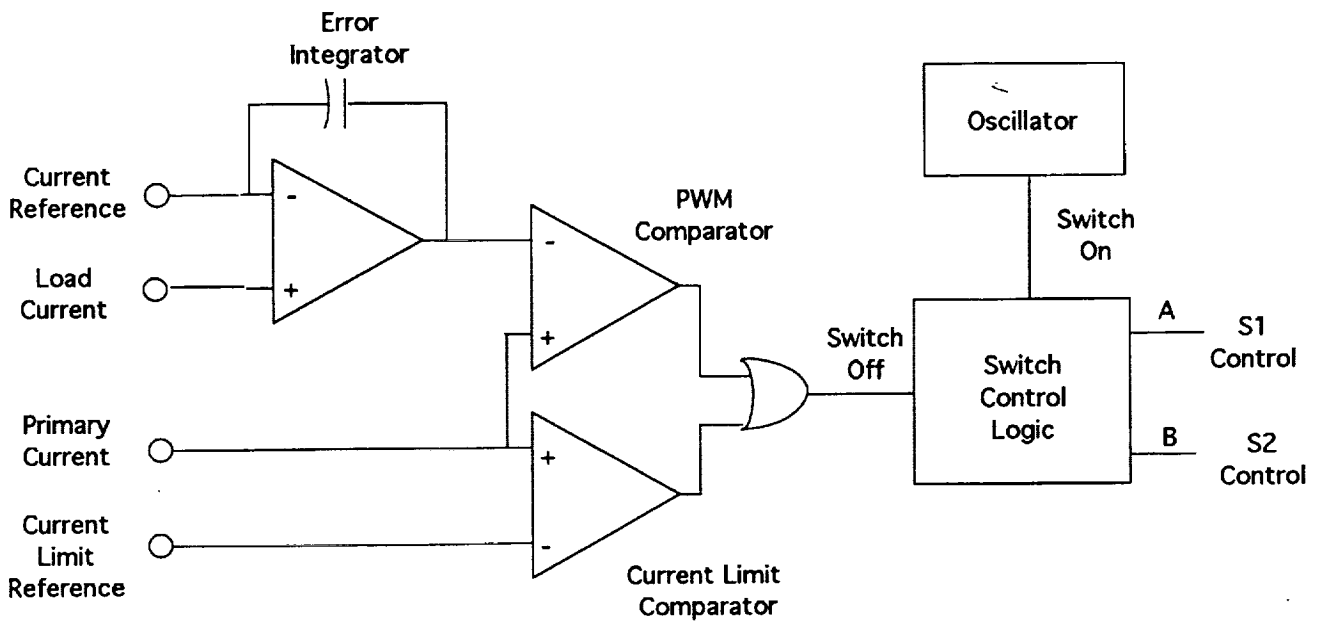 Error
Integrator
Oscillator
Current
Reference
-
PWM
Comparator
Switch
On
-
Load
Current
+
A
S1
Control
+
Switch
Off
Switch
Control
Logic
Primary
Current
B
S2
Control
+
Current
Limit
Reference
-
Current Limit
Comparator